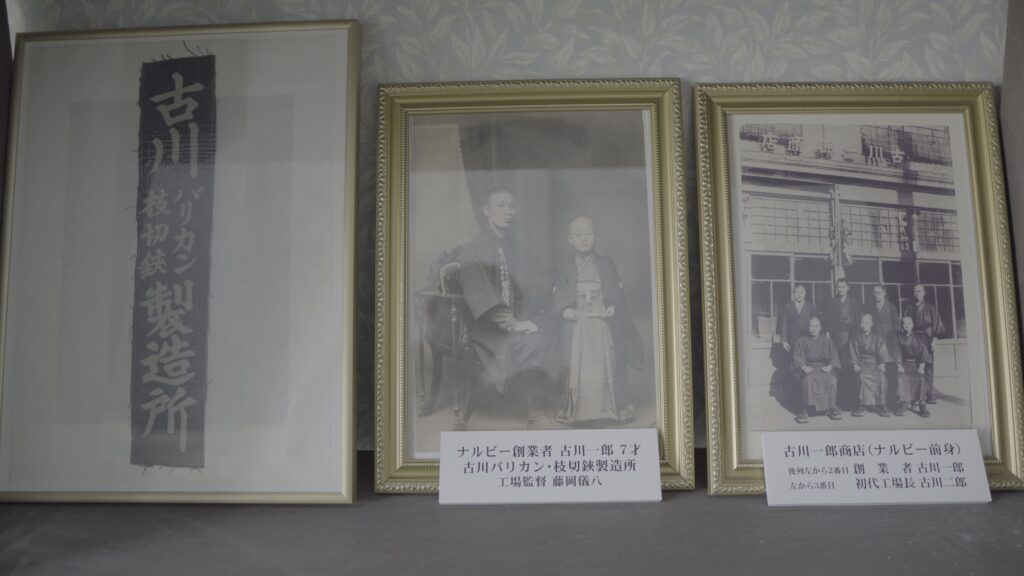 古川バリカン枝切鋏製造所
ナルビー創業者 古川一郎 7才
古川バリカン・枝切鋏製造所
工場監督 藤岡儀八
古川一郎商店(ナルビー前身)
後列左から2番目 創業者 古川一郎
左から3番目 初代工場長 古川二郎